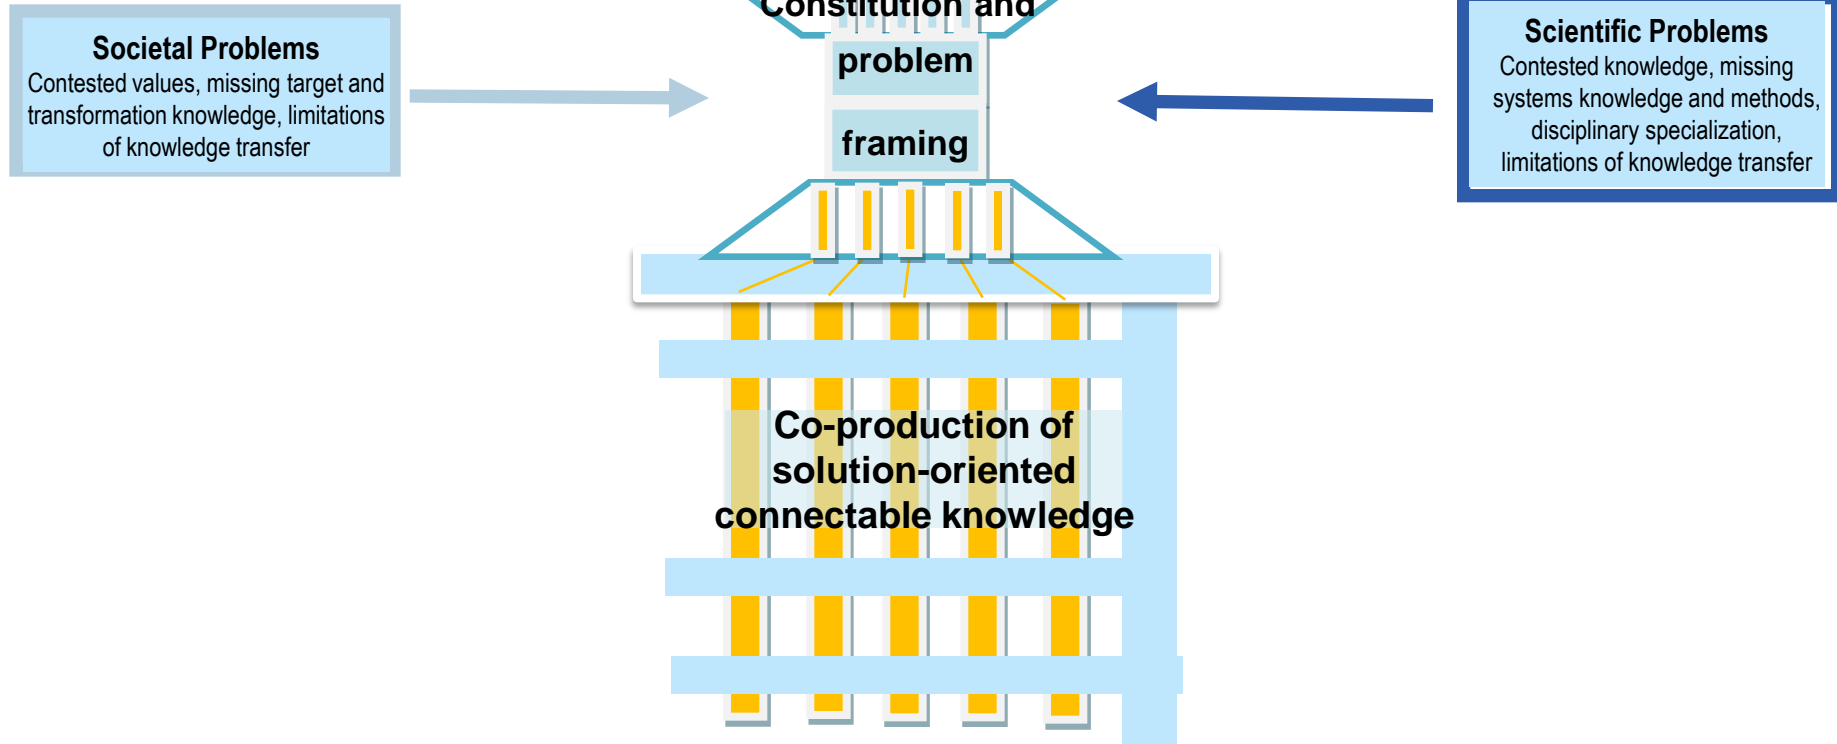 Constitution and
problem
framing
Societal Problems
Contested values, missing target and
transformation knowledge, limitations
of knowledge transfer
Scientific Problems
Contested knowledge, missing
systems knowledge and methods,
disciplinary specialization,
limitations of knowledge transfer
Co-production of
solution-oriented
connectable knowledge